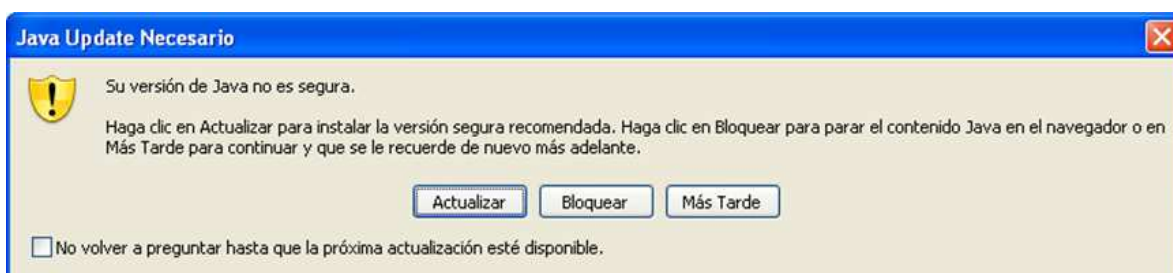 Java Update Necesario
Su versión de Java no es segura.
Haga clic en Actualizar para instalar la versión segura recomendada. Haga clic en Bloquear para parar el contenido Java en el navegador o en
Más Tarde para continuar y que se le recuerde de nuevo más adelante.
Actualizar Bloquear Más Tarde
No volver a preguntar hasta que la próxima actualización esté disponible.